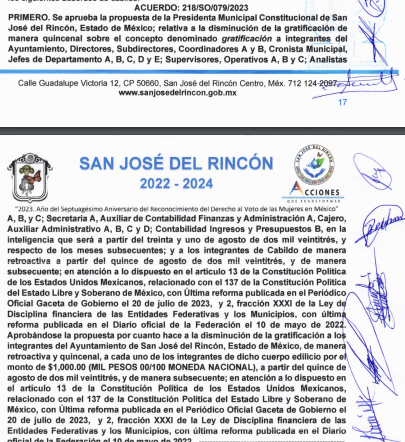 ACUERDO: 218/SO/079/2023
PRIMERO. Se aprueba la propuesta de la Presidenta Municipal Constitucional de San
José del Rincón, Estado de México; relativa a la disminución de la gratificación de
manera quincenal sobre el concepto denominado gratificación a integrantes del
Ayuntamiento, Directores, Subdirectores, Coordinadores A y B, Cronista Municipal,
Jefes de Departamento A, B, C, D y E; Supervisores, Operativos A, B y C; Analistas
Calle Guadalupe Victoria 12, CP 50660, San José del Rincón Centro, Méx. 712 124 2097
www.sanjosedelrincon.gob.mx
17
SAN JOSÉ DEL RINCÓN
2022 - 2024
SAN JOSÉ DEL RINCÓN
ACCIONES
QUE TRANSFORMAN
"2023. Año del Septuagésimo Aniversario del Reconocimiento del Derecho al Voto de las Mujeres en México"
A, B, y C; Secretaria A, Auxiliar de Contabilidad Finanzas y Administración A, Cajero,
Auxiliar Administrativo A, B, C y D; Contabilidad Ingresos y Presupuestos B, en la
inteligencia que será a partir del treinta y uno de agosto de dos mil veintitrés, y
respecto de los meses subsecuentes; y a los integrantes de Cabildo de manera
retroactiva a partir del quince de agosto de dos mil veintitrés, y de manera
subsecuente; en atención a lo dispuesto en el artículo 13 de la Constitución Política
de los Estados Unidos Mexicanos, relacionado con el 137 de la Constitución Política
del Estado Libre y Soberano de México, con Última reforma publicada en el Periódico
Oficial Gaceta de Gobierno el 20 de julio de 2023, y 2, fracción XXXI de la Ley de
Disciplina financiera de las Entidades Federativas y los Municipios, con última
reforma publicada en el Diario oficial de la Federación el 10 de mayo de 2022.
Aprobándose la propuesta por cuanto hace a la disminución de la gratificación a los
integrantes del Ayuntamiento de San José del Rincón, Estado de México, de manera
retroactiva y quincenal, a cada uno de los integrantes de dicho cuerpo edilicio por el
monto de $1,000.00 (MIL PESOS 00/100 MONEDA NACIONAL), a partir del quince de
agosto de dos mil veintitrés, y de manera subsecuente; en atención a lo dispuesto en
el artículo 13 de la Constitución Política de los Estados Unidos Mexicanos,
relacionado con el 137 de la Constitución Política del Estado Libre y Soberano de
México, con Última reforma publicada en el Periódico Oficial Gaceta de Gobierno el
20 de julio de 2023, y 2, fracción XXXI de la Ley de Disciplina financiera de las
Entidades Federativas y los Municipios, con última reforma publicada en el Diario
oficial de la Federación el 10 de mayo de 2022